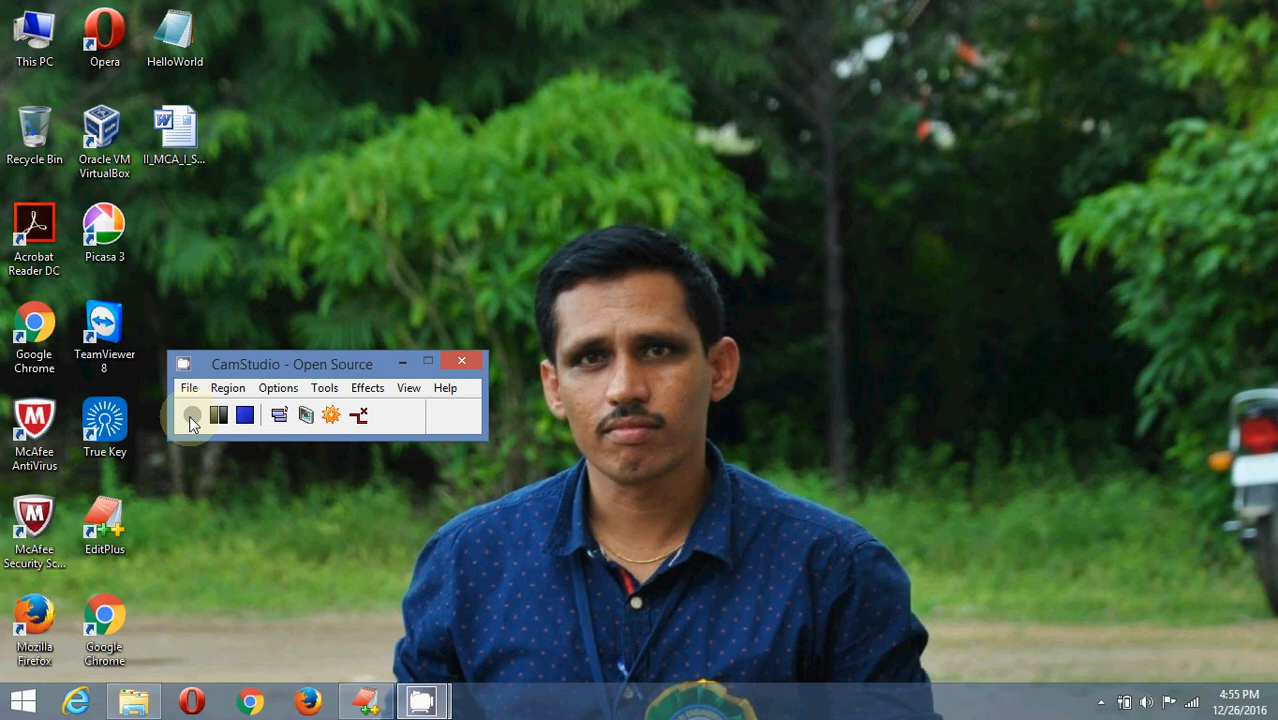 This PC
Opera
HelloWorld
Recycle Bin
Oracle VM
VirtualBox
II_MCA_I_S...
Acrobat
Reader DC
Picasa 3
Google
Chrome
TeamViewer
8
CamStudio - Open Source
File Region Options Tools Effects View Help
McAfee
AntiVirus
True Key
McAfee
Security Sc...
EditPlus
Mozilla
Firefox
Google
Chrome
4:55 PM
12/26/2016